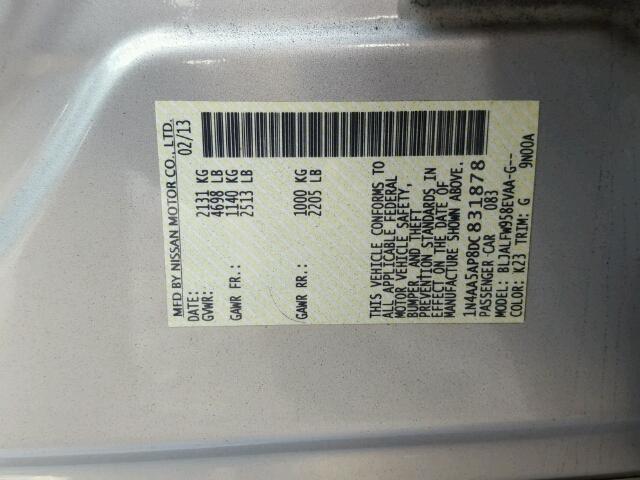 MFD BY NISSAN MOTOR CO., LTD.
DATE: 02/13
GVWR: 2131 KG
4698 LB
GAWR FR.: 1140 KG
2513 LB
GAWR RR.: 1000 KG
2205 LB
THIS VEHICLE CONFORMS TO
ALL APPLICABLE FEDERAL
MOTOR VEHICLE SAFETY,
BUMPER, AND THEFT
PREVENTION STANDARDS IN
EFFECT ON THE DATE OF
MANUFACTURE SHOWN ABOVE.
1N4AA5AP8DC831878
PASSENGER CAR 083
MODEL: BLJALFW958EVAA-G--
COLOR: K23 TRIM: G 9N00A